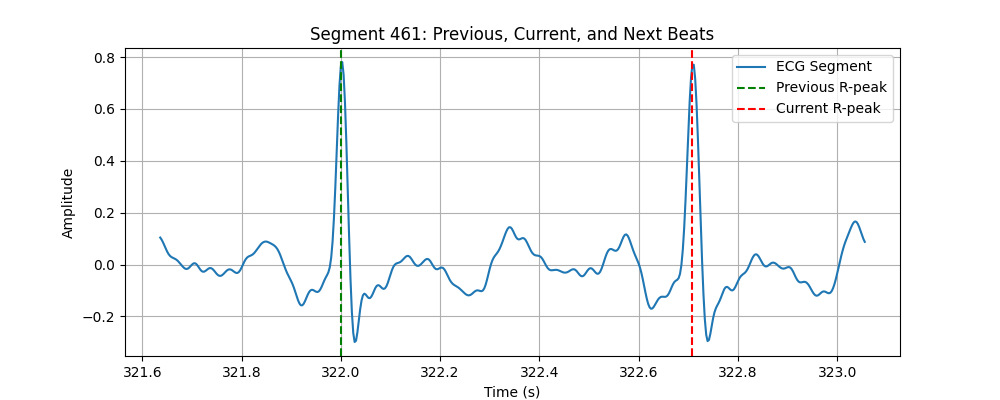 Segment 461: Previous, Current, and Next Beats
ECG Segment
Previous R-peak
Current R-peak
Amplitude
0.8
0.6
0.4
0.2
0.0
−0.2
321.6 321.8 322.0 322.2 322.4 322.6 322.8 323.0
Time (s)